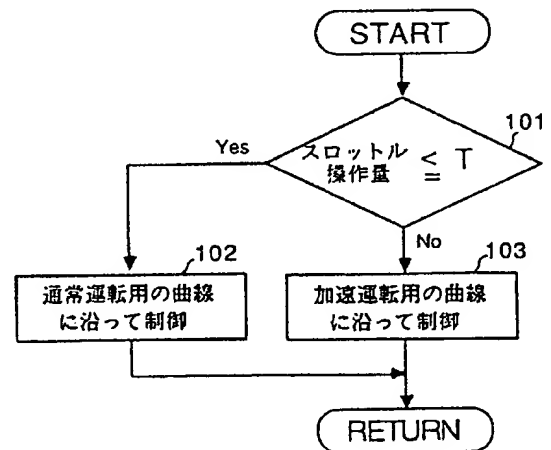 START
101
Yes
スロットル
操作量 ≦ T
No
102
103
通常運転用の曲線
に沿って制御
加速運転用の曲線
に沿って制御
RETURN